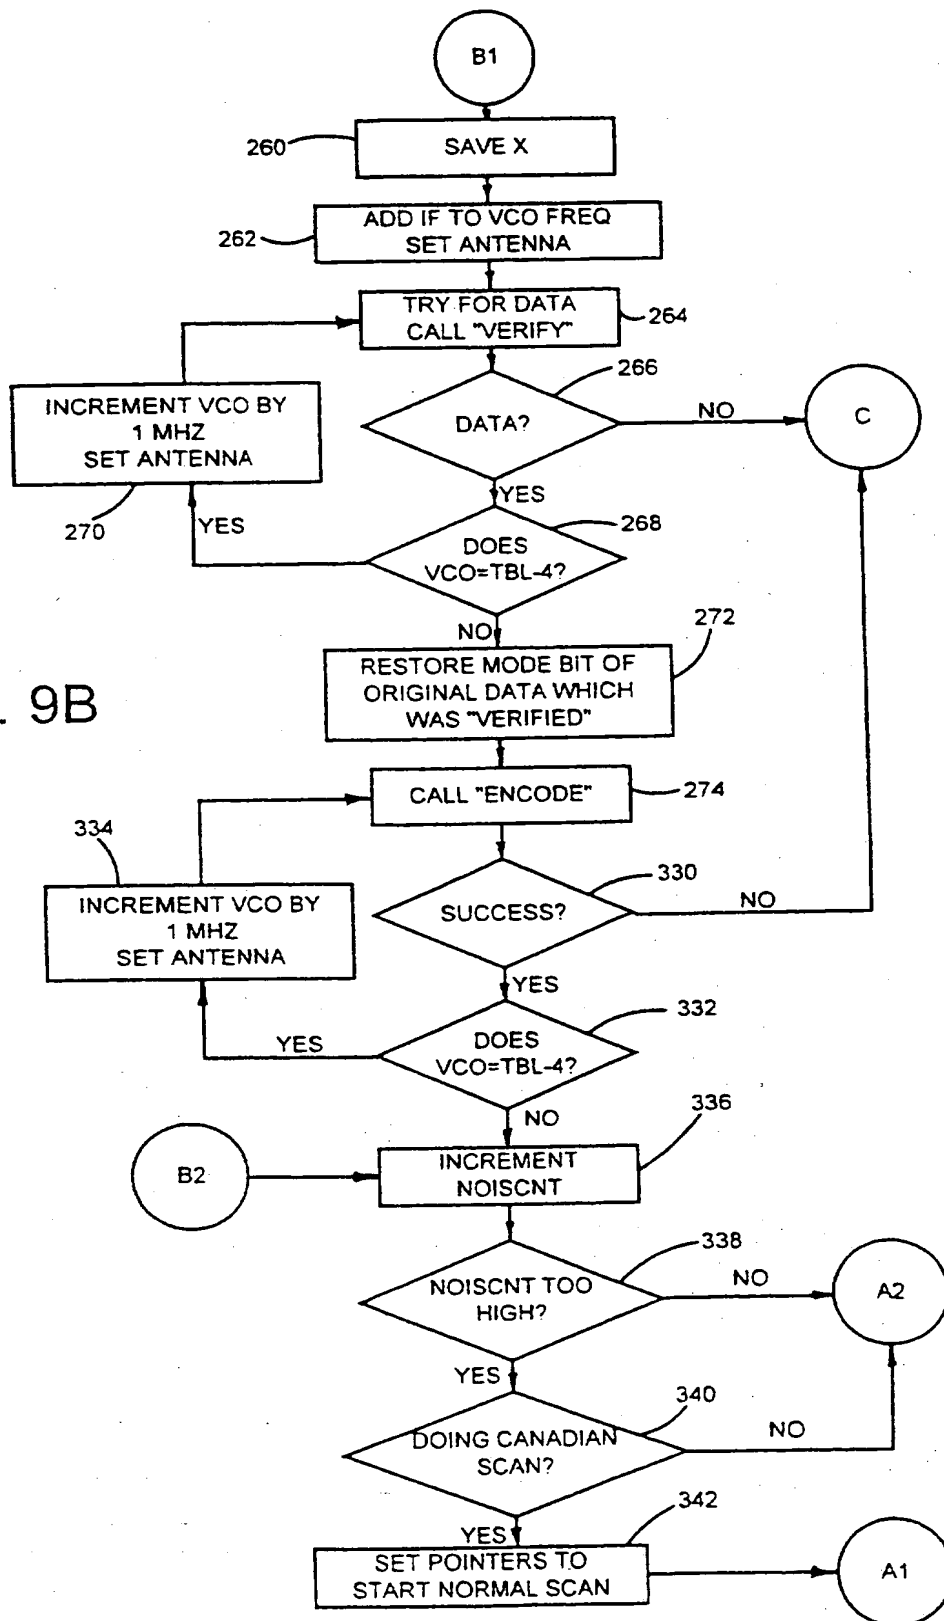 B1
260
SAVE X
262
ADD IF TO VCO FREQ
SET ANTENNA
TRY FOR DATA
CALL "VERIFY"
264
266
INCREMENT VCO BY
1 MHZ
SET ANTENNA
270
DATA?
NO
C
YES
YES
268
DOES
VCO=TBL-4?
NO
272
RESTORE MODE BIT OF
ORIGINAL DATA WHICH
WAS "VERIFIED"
. 9B
CALL "ENCODE"
274
334
INCREMENT VCO BY
1 MHZ
SET ANTENNA
330
SUCCESS?
NO
YES
332
YES
DOES
VCO=TBL-4?
NO
336
B2
INCREMENT
NOISCNT
338
NOISCNT TOO
HIGH?
NO
A2
YES
340
DOING CANADIAN
SCAN?
NO
YES
342
SET POINTERS TO
START NORMAL SCAN
A1